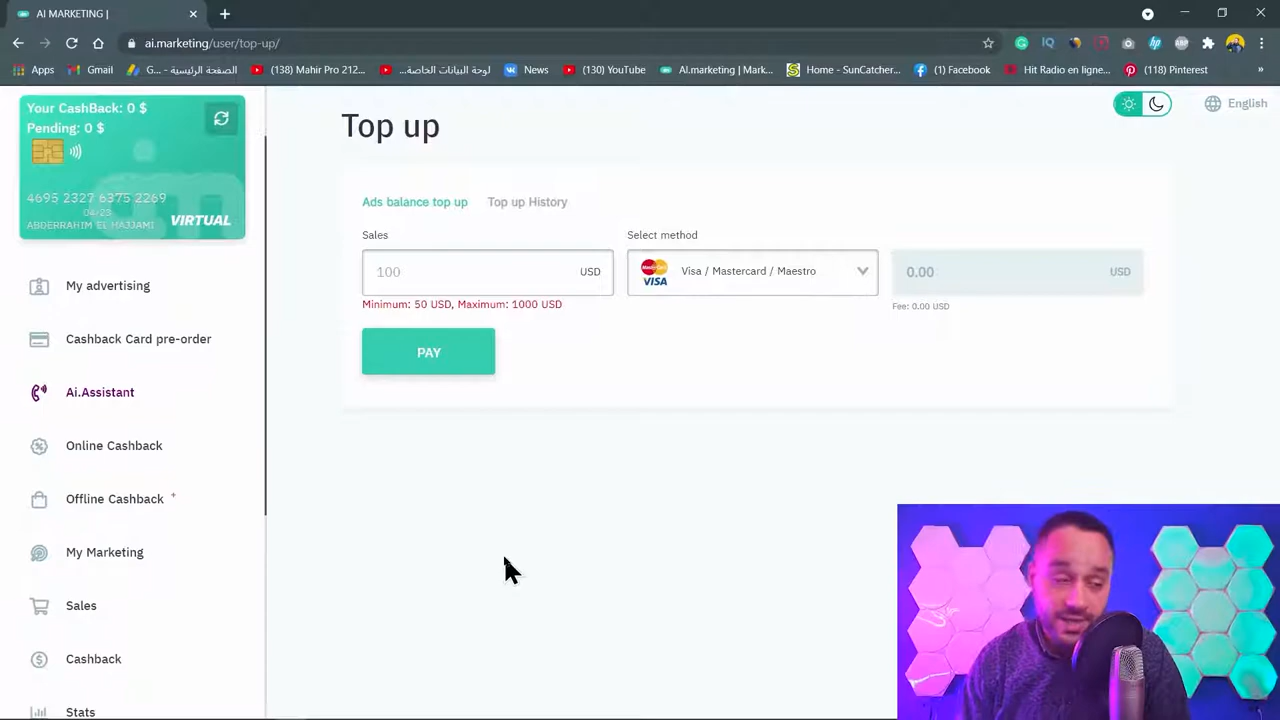 AI MARKETING |
ai.marketing/user/top-up/
Apps
Gmail
G... - الصفحة الرئيسية
(138) Mahir Pro 212...
لوحة البيانات الخاصة...
News
(130) YouTube
AI.marketing | Mark...
Home - SunCatcher...
(1) Facebook
Hit Radio en ligne...
(118) Pinterest
»
Your CashBack: 0 $
Pending: 0 $
4695 2327 6375 2269
04/23
ABDERRAHIM EL HAJJAMI
VIRTUAL
English
Top up
Ads balance top up
Top up History
Sales
Select method
100
USD
VISA
Visa / Mastercard / Maestro
0.00
USD
Minimum: 50 USD, Maximum: 1000 USD
Fee: 0.00 USD
PAY
My advertising
Cashback Card pre-order
Ai.Assistant
Online Cashback
Offline Cashback +
My Marketing
Sales
Cashback
Stats